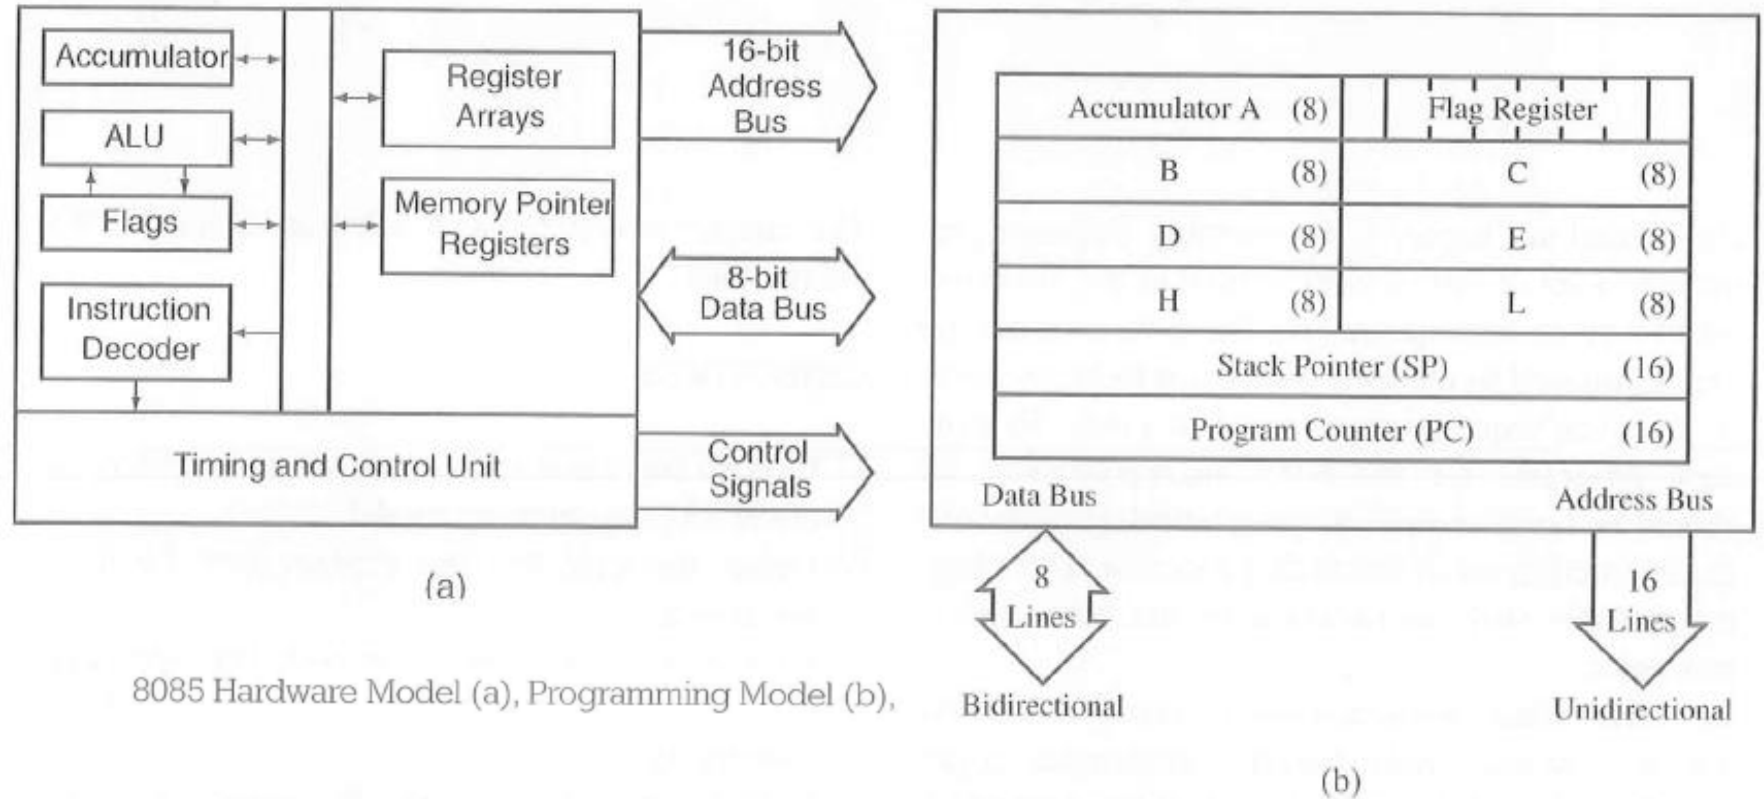 Accumulator
ALU
Flags
Instruction
Decoder
Register
Arrays
Memory Pointer
Registers
Timing and Control Unit
16-bit
Address
Bus
8-bit
Data Bus
Control
Signals
(a)
8085 Hardware Model (a), Programming Model (b),
Accumulator A (8) Flag Register
B (8) C (8)
D (8) E (8)
H (8) L (8)
Stack Pointer (SP) (16)
Program Counter (PC) (16)
Data Bus Address Bus
8
Lines
16
Lines
Bidirectional
Unidirectional
(b)